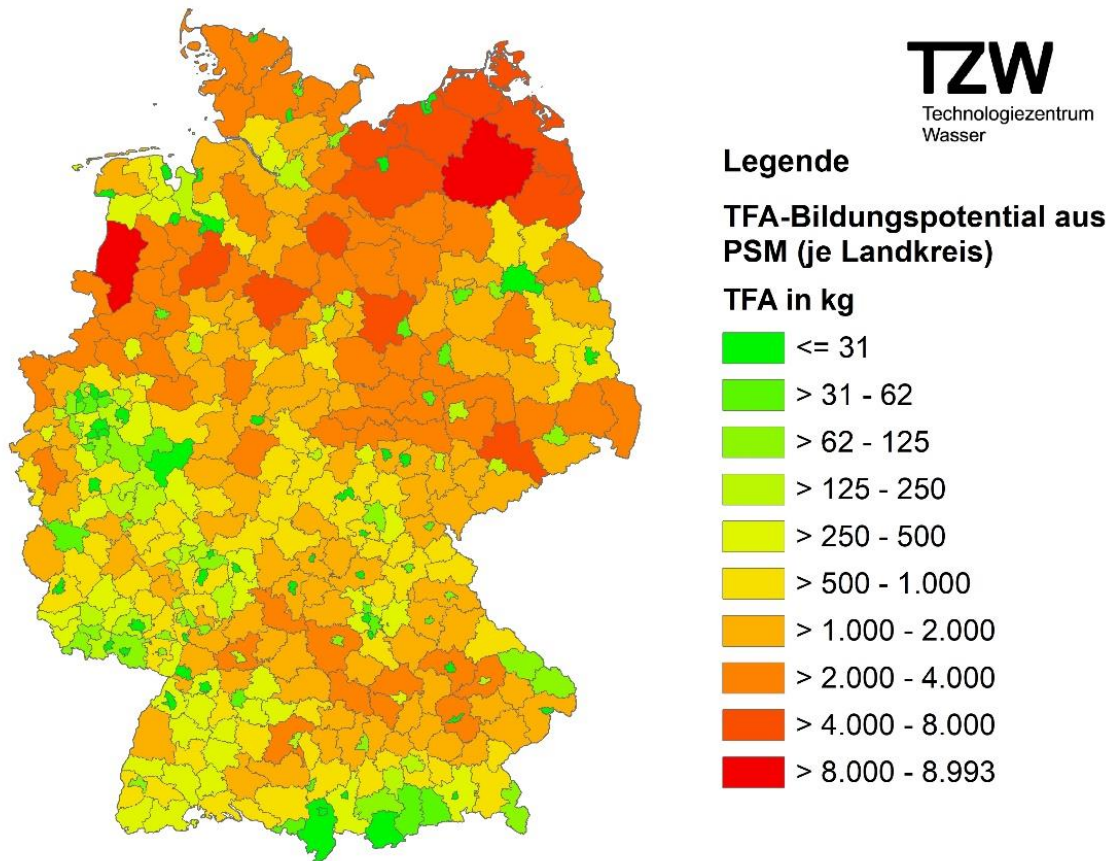 TZW
Technologiezentrum
Wasser
Legende
TFA-Bildungspotential aus
PSM (je Landkreis)
TFA in kg
<= 31
> 31 - 62
> 62 - 125
> 125 - 250
> 250 - 500
> 500 - 1.000
> 1.000 - 2.000
> 2.000 - 4.000
> 4.000 - 8.000
> 8.000 - 8.993